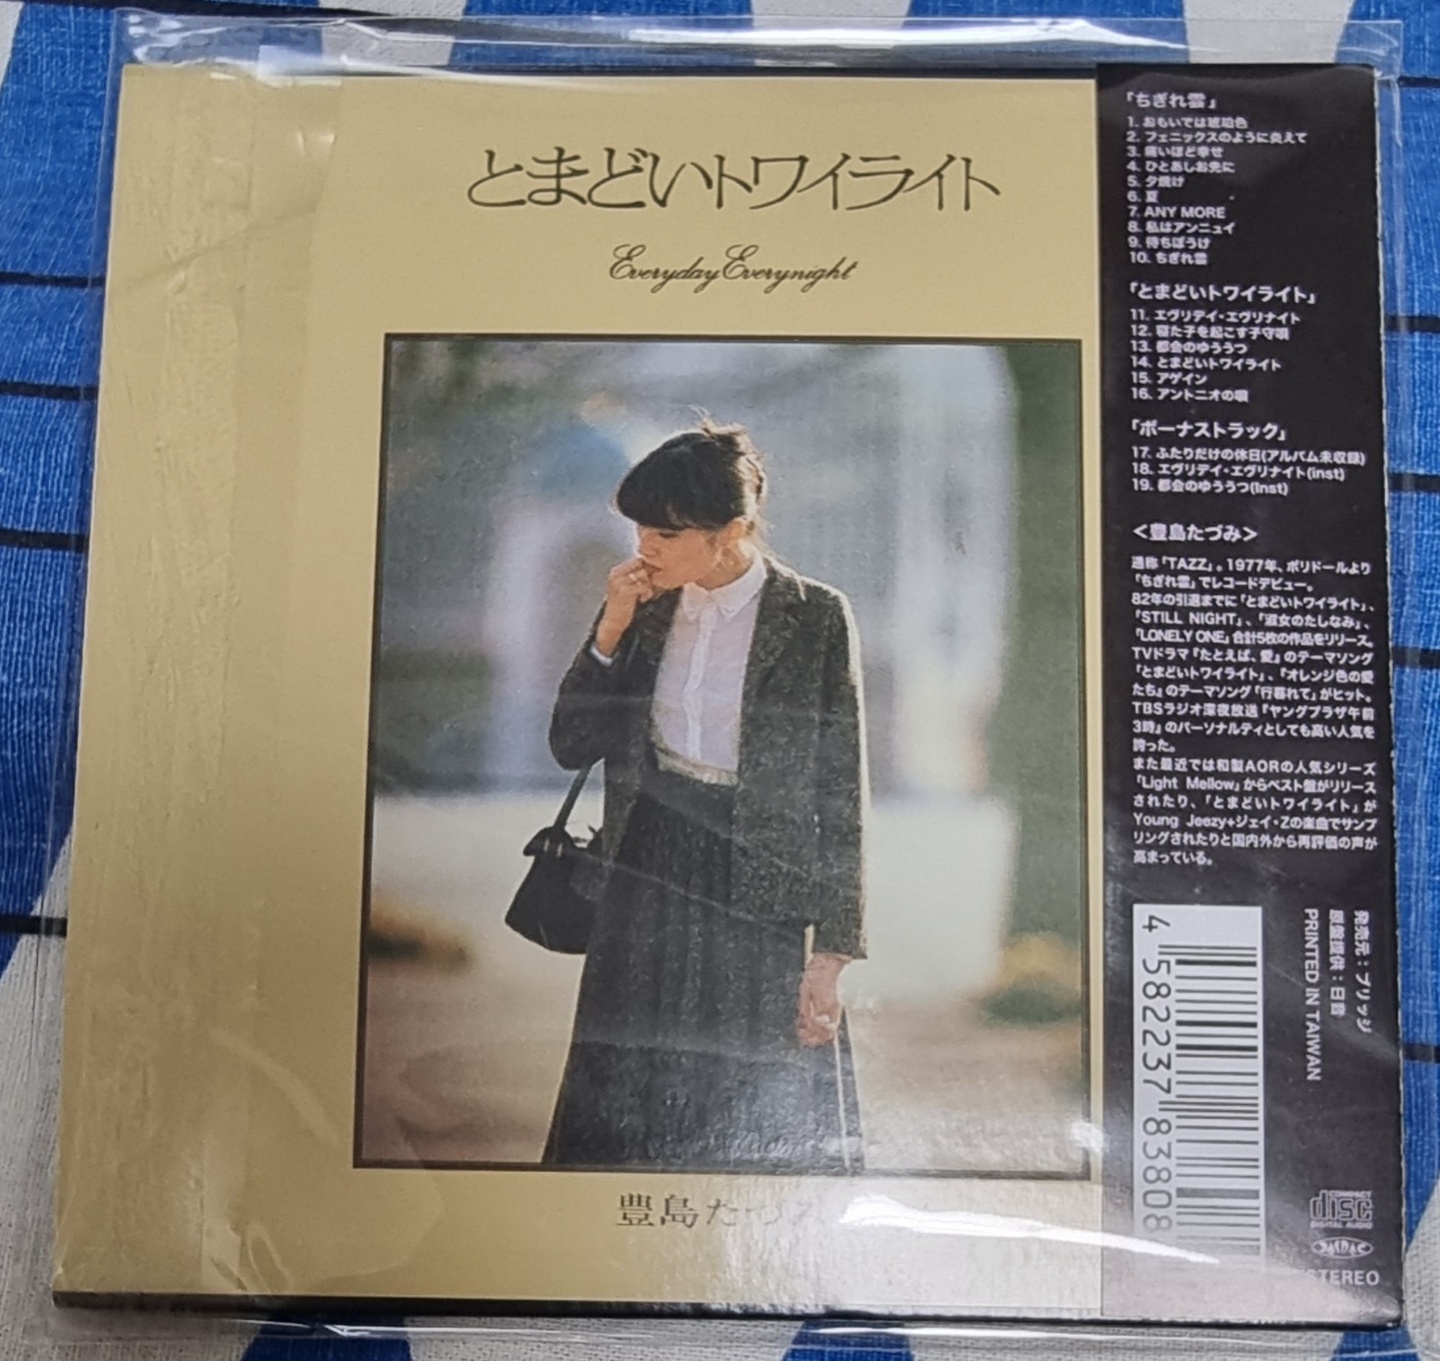 とまどいトワイライト
Everyday Everynight
豊島たづみ
「ちぎれ雲」
1. おもいでは琥珀色
2. フェニックスのように炎えて
3. 痛いほど幸せ
4. ひとあしお先に
5. 夕焼け
6. 夏
7. ANY MORE
8. 私はアンニュイ
9. 待ちぼうけ
10. ちぎれ雲
「とまどいトワイライト」
11. エヴリデイ・エヴリナイト
12. 寝た子を起こす子守唄
13. 都会のゆううつ
14. とまどいトワイライト
15. アゲイン
16. アントニオの唄
「ボーナストラック」
17. ふたりだけの休日(アルバム未収録)
18. エヴリデイ・エヴリナイト(inst)
19. 都会のゆううつ(Inst)
＜豊島たづみ＞
通称「TAZZ」。1977年、ポリドールより
「ちぎれ雲」でレコードデビュー。
82年の引退までに「とまどいトワイライト」、
「STILL NIGHT」、「淑女のたしなみ」、
「LONELY ONE」合計5枚の作品をリリース。
TVドラマ『たとえば、愛』のテーマソング
「とまどいトワイライト」、『オレンジ色の愛
たち』のテーマソング「行暮れて」がヒット。
TBSラジオ深夜放送『ヤングプラザ午前
3時』のパーソナルティとしても高い人気を
誇った。
また最近では和製AORの人気シリーズ
「Light Mellow」からベスト盤がリリース
されたり、「とまどいトワイライト」が
Young Jeezy+ジェイ・Zの楽曲でサンプ
リングされたりと国内外から再評価の声が
高まっている。
発売元：ブリッジ
原盤提供：日音
PRINTED IN TAIWAN
4 582237 83808
COMPACT
disc
DIGITAL AUDIO
STEREO